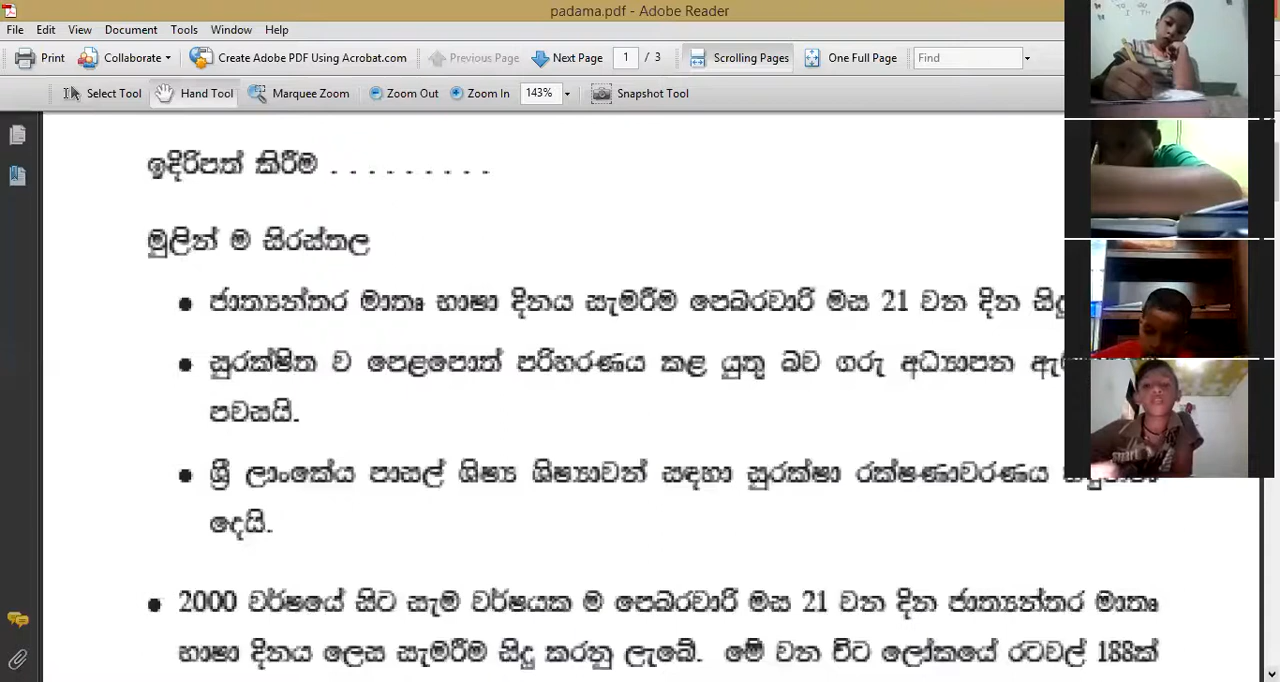 padama.pdf - Adobe Reader
File Edit View Document Tools Window Help
Print Collaborate Create Adobe PDF Using Acrobat.com Previous Page Next Page 1 / 3 Scrolling Pages One Full Page Find
Select Tool Hand Tool Marquee Zoom Zoom Out Zoom In 143% Snapshot Tool
ඉදිරිපත් කිරීම . . . . . . . . .
මුලින් ම සිරස්තල
● ජාත්‍යන්තර මාතෘ භාෂා දිනය සැමරීම පෙබරවාරි මස 21 වන දින
● සුරක්ෂිත ව පෙළපොත් පරිහරණය කළ යුතු බව ගරු අධ්‍යාපන
පවසයි.
● ශ්‍රී ලාංකේය පාසල් ශිෂ්‍ය ශිෂ්‍යාවන් සඳහා සුරක්ෂා රක්ෂණාවරණය
දෙයි.
● 2000 වර්ෂයේ සිට සැම වර්ෂයක ම පෙබරවාරි මස 21 වන දින ජාත්‍යන්තර මාතෘ
භාෂා දිනය ලෙස සැමරීම සිදු කරනු ලැබේ. මේ වන විට ලෝකයේ රටවල් 188ක්